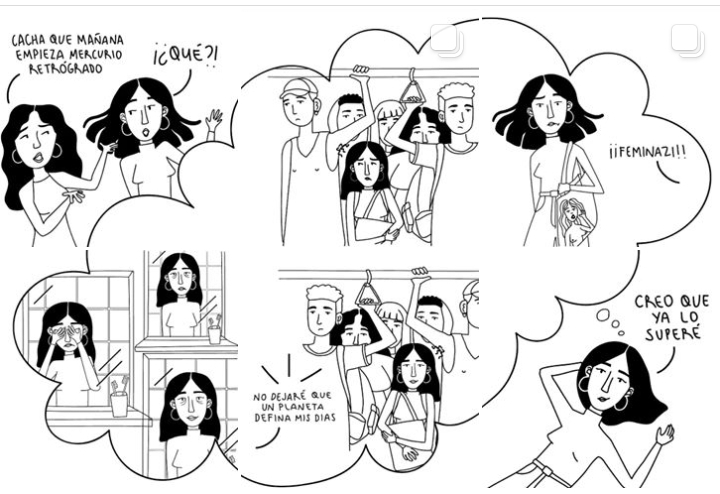 CACHA QUE MAÑANA
EMPIEZA MERCURIO
RETRÓGRADO
¡¿QUÉ?!
¡¡FEMINAZI!!
NO DEJARÉ QUE
UN PLANETA
DEFINA MIS DIAS
CREO QUE
YA LO
SUPERÉ